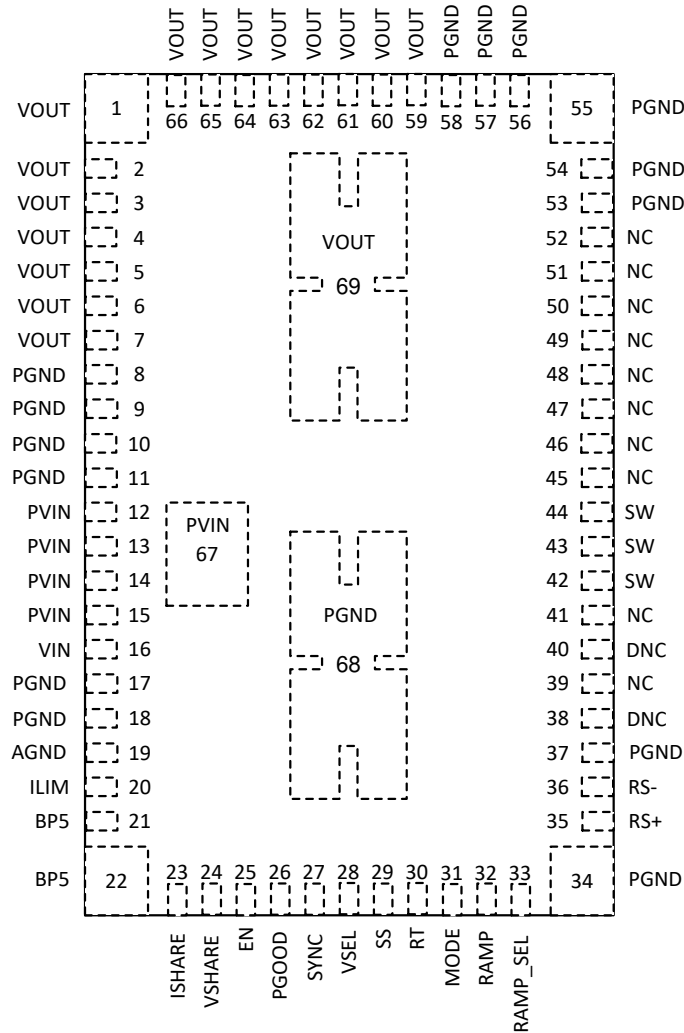 VOUT VOUT VOUT VOUT VOUT VOUT VOUT VOUT PGND PGND PGND
66 65 64 63 62 61 60 59 58 57 56
VOUT 1 55 PGND
VOUT 2 54 PGND
VOUT 3 53 PGND
VOUT 4 52 NC
VOUT 5 51 NC
VOUT 6 50 NC
VOUT 7 49 NC
PGND 8 48 NC
PGND 9 47 NC
PGND 10 46 NC
PGND 11 45 NC
PVIN 12 44 SW
PVIN 13 43 SW
PVIN 14 42 SW
PVIN 15 41 NC
VIN 16 40 DNC
PGND 17 39 NC
PGND 18 38 DNC
AGND 19 37 PGND
ILIM 20 36 RS-
BP5 21 35 RS+
BP5 22 34 PGND
VOUT
69
PVIN
67
PGND
68
23 24 25 26 27 28 29 30 31 32 33
ISHARE VSHARE EN PGOOD SYNC VSEL SS RT MODE RAMP RAMP_SEL